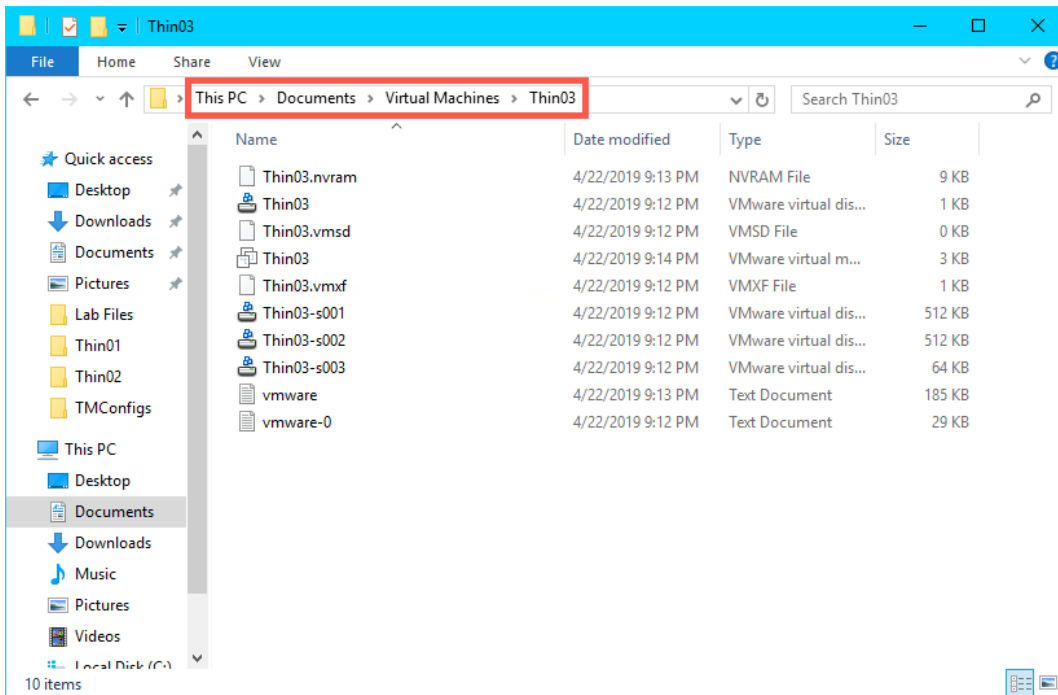 Thin03
File Home Share View
This PC > Documents > Virtual Machines > Thin03
Search Thin03
Name Date modified Type Size
Quick access
Desktop
Downloads
Documents
Pictures
Lab Files
Thin01
Thin02
TMConfigs
This PC
Desktop
Documents
Downloads
Music
Pictures
Videos
Local Disk (C:)
Thin03.nvram 4/22/2019 9:13 PM NVRAM File 9 KB
Thin03 4/22/2019 9:12 PM VMware virtual dis... 1 KB
Thin03.vmsd 4/22/2019 9:12 PM VMSD File 0 KB
Thin03 4/22/2019 9:14 PM VMware virtual m... 3 KB
Thin03.vmxf 4/22/2019 9:12 PM VMXF File 1 KB
Thin03-s001 4/22/2019 9:12 PM VMware virtual dis... 512 KB
Thin03-s002 4/22/2019 9:12 PM VMware virtual dis... 512 KB
Thin03-s003 4/22/2019 9:12 PM VMware virtual dis... 64 KB
vmware 4/22/2019 9:13 PM Text Document 185 KB
vmware-0 4/22/2019 9:12 PM Text Document 29 KB
10 items